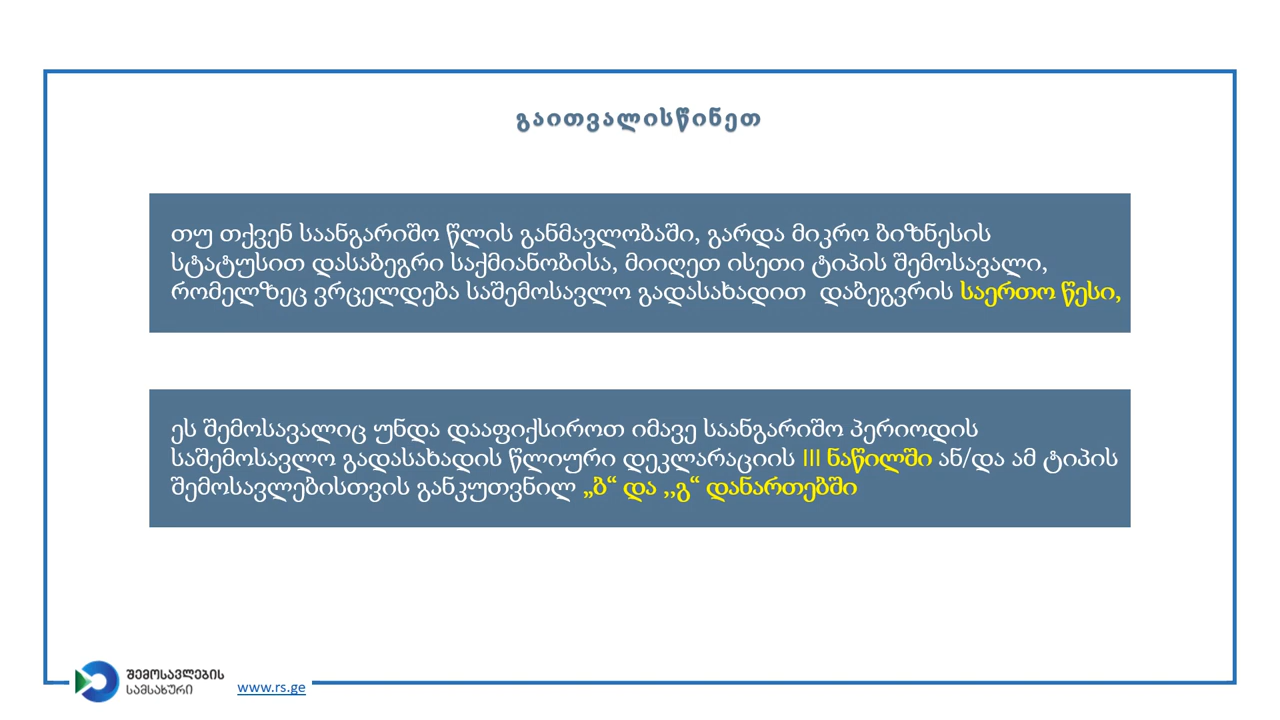 გაითვალისწინეთ
თუ თქვენ საანგარიშო წლის განმავლობაში, გარდა მიკრო ბიზნესის
სტატუსით დასაბეგრი საქმიანობისა, მიიღეთ ისეთი ტიპის შემოსავალი,
რომელზეც ვრცელდება საშემოსავლო გადასახადით დაბეგვრის საერთო წესი,
ეს შემოსავალიც უნდა დააფიქსიროთ იმავე საანგარიშო პერიოდის
საშემოსავლო გადასახადის წლიური დეკლარაციის III ნაწილში ან/და ამ ტიპის
შემოსავლებისთვის განკუთვნილ „ბ“ და ,,გ“ დანართებში
შემოსავლების
სამსახური
www.rs.ge